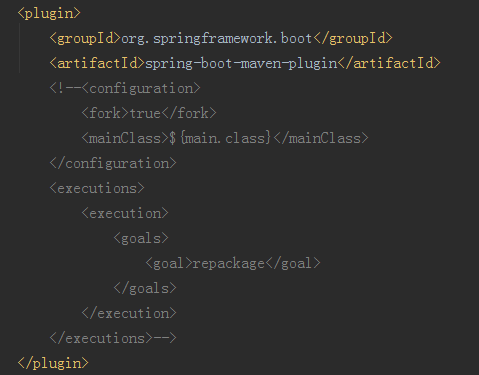 <plugin>
<groupId>org.springframework.boot</groupId>
<artifactId>spring-boot-maven-plugin</artifactId>
<!--<configuration>
<fork>true</fork>
<mainClass>${main.class}</mainClass>
</configuration>
<executions>
<execution>
<goals>
<goal>repackage</goal>
</goals>
</execution>
</executions>-->
</plugin>